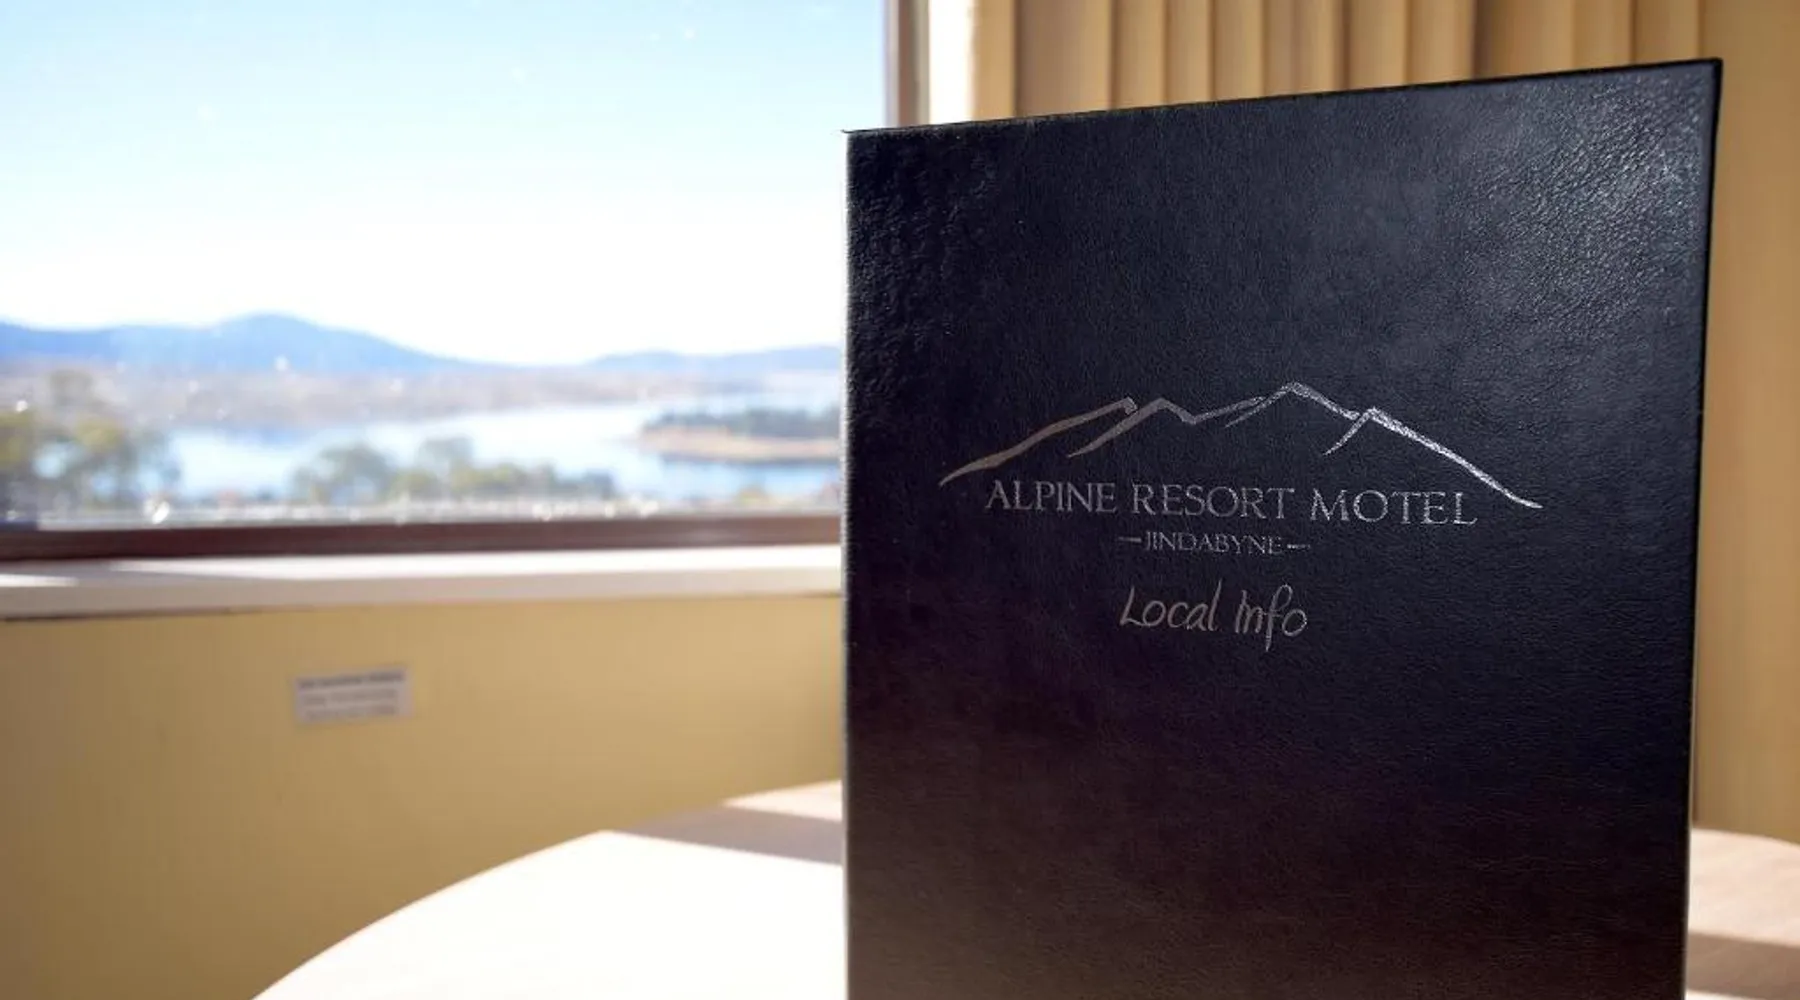 ALPINE RESORT MOTEL
—JINDABYNE—
Local Info